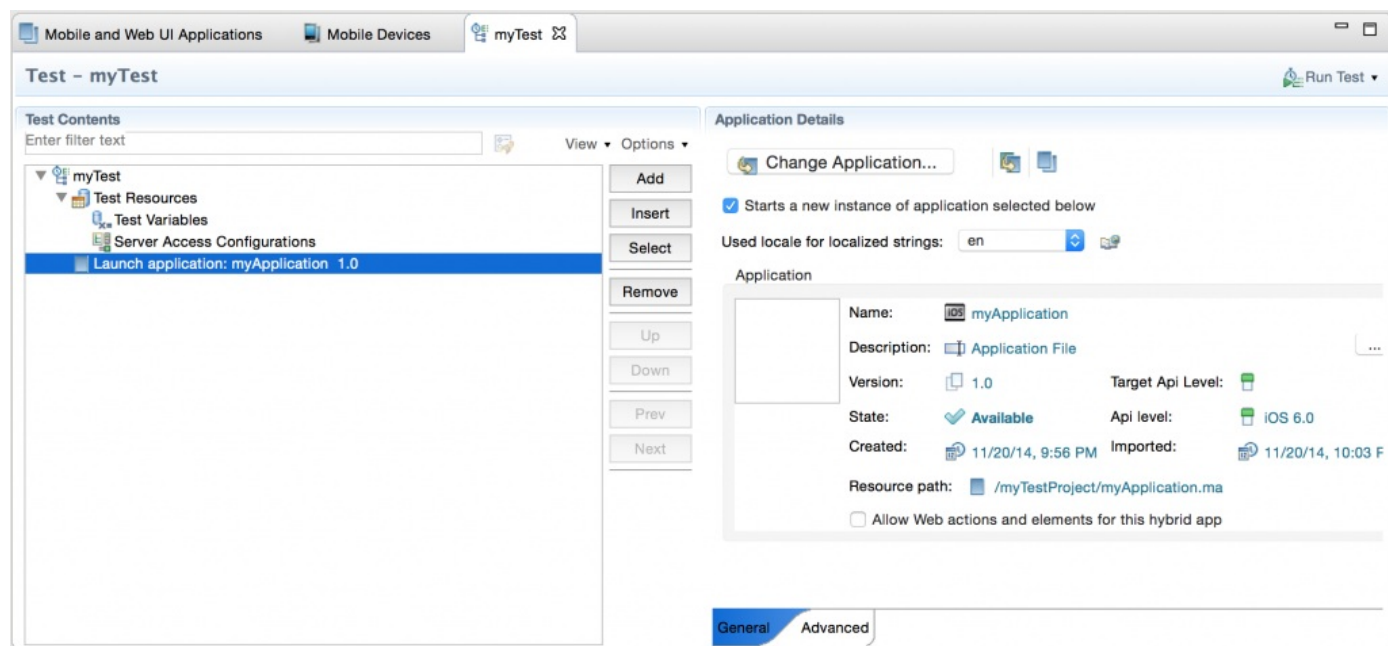 Mobile and Web UI Applications Mobile Devices myTest
Test - myTest Run Test
Test Contents
Enter filter text View Options
myTest
Test Resources
Test Variables
Server Access Configurations
Launch application: myApplication 1.0
Add
Insert
Select
Remove
Up
Down
Prev
Next
Application Details
Change Application...
Starts a new instance of application selected below
Used locale for localized strings: en
Application
Name: iOS myApplication
Description: Application File ...
Version: 1.0 Target Api Level:
State: Available Api level: iOS 6.0
Created: 11/20/14, 9:56 PM Imported: 11/20/14, 10:03 P
Resource path: /myTestProject/myApplication.ma
Allow Web actions and elements for this hybrid app
General Advanced